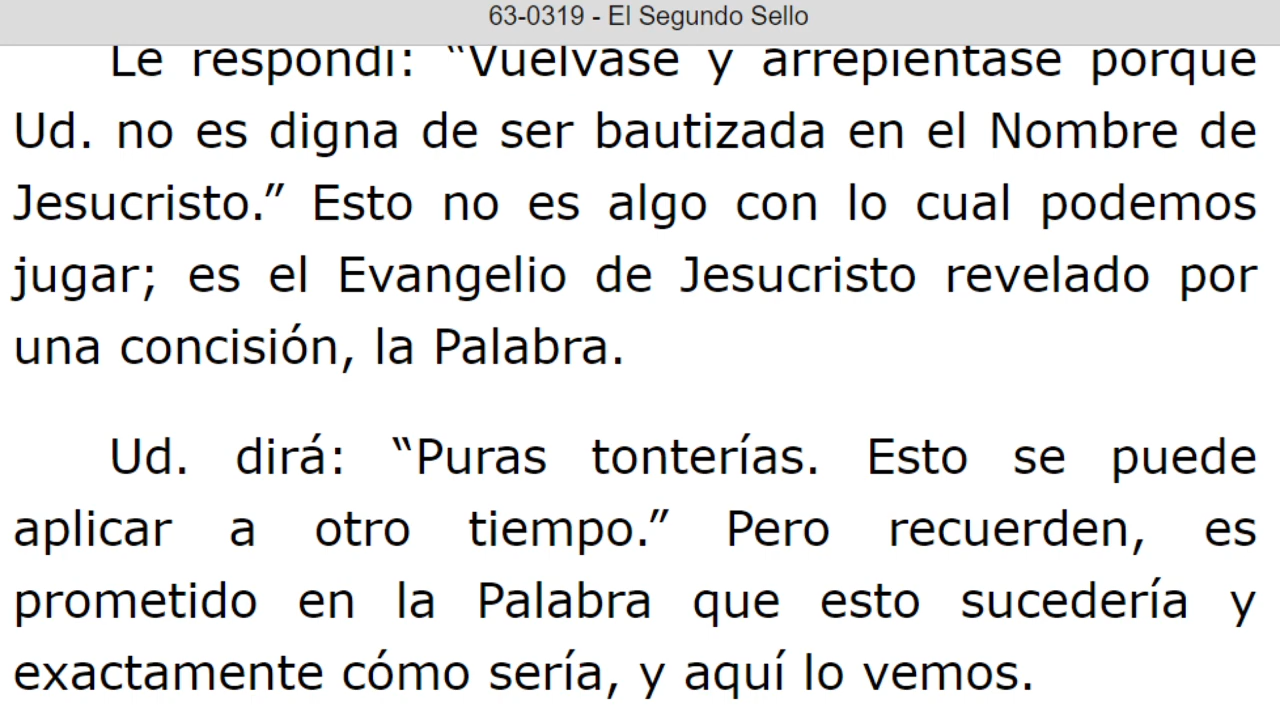 63-0319 - El Segundo Sello
Le respondí: “Vuélvase y arrepiéntase porque
Ud. no es digna de ser bautizada en el Nombre de
Jesucristo.” Esto no es algo con lo cual podemos
jugar; es el Evangelio de Jesucristo revelado por
una concisión, la Palabra.
Ud. dirá: “Puras tonterías. Esto se puede
aplicar a otro tiempo.” Pero recuerden, es
prometido en la Palabra que esto sucedería y
exactamente cómo sería, y aquí lo vemos.